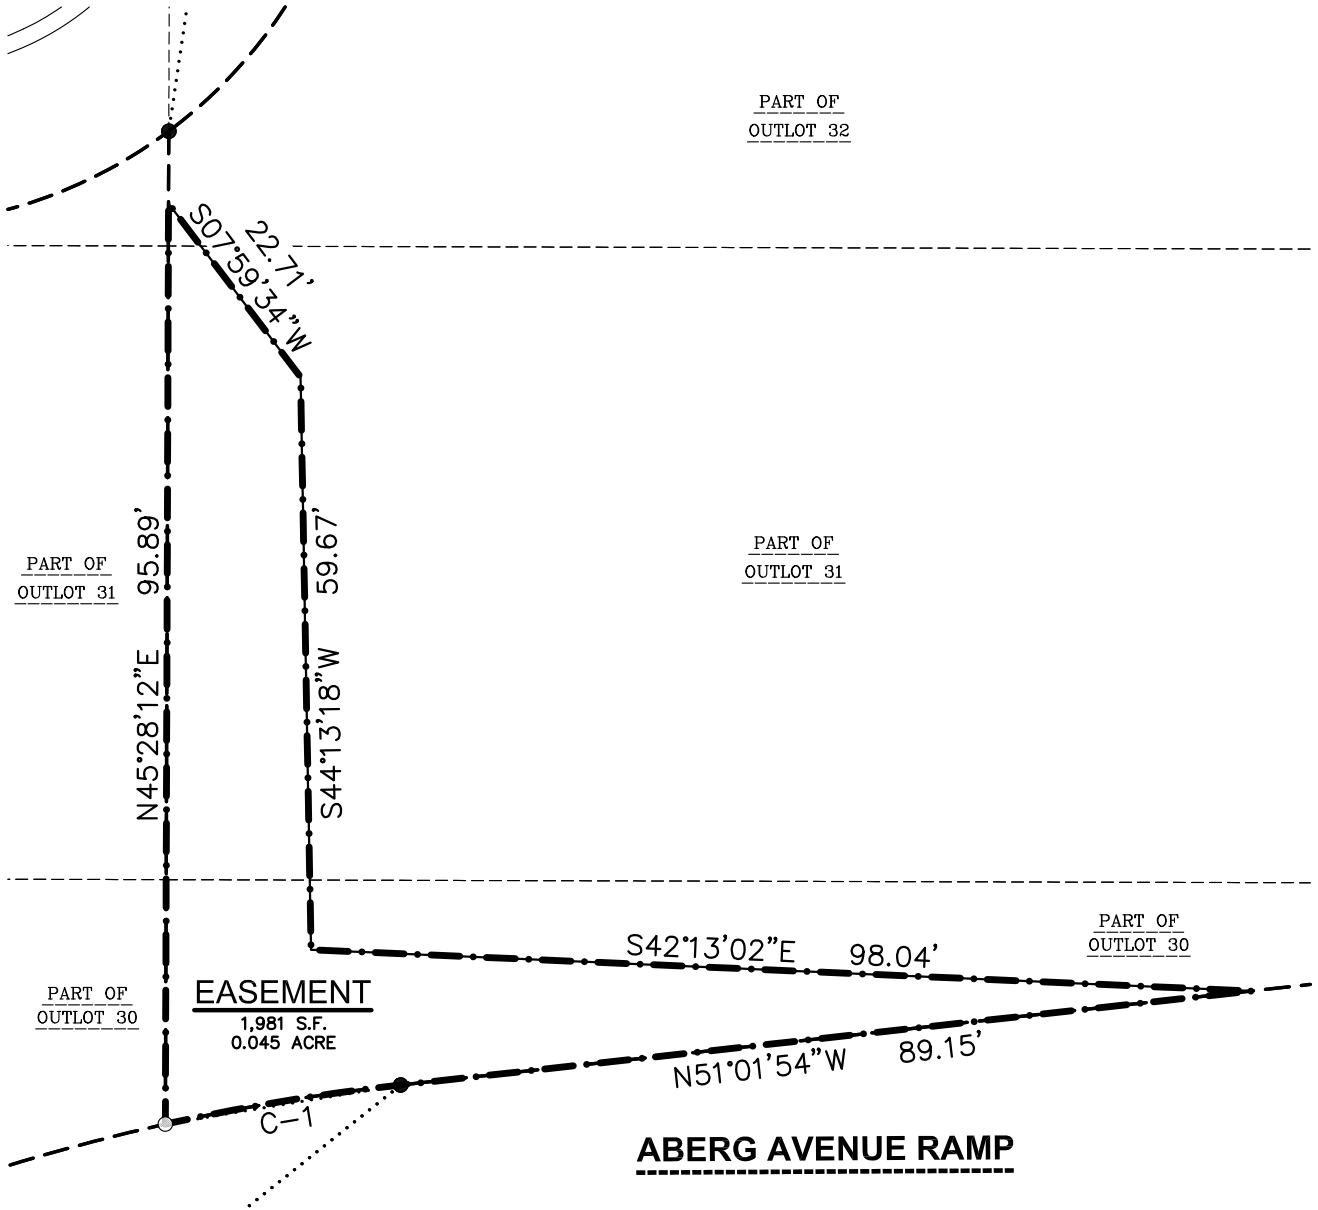 PART OF
OUTLOT 32
22.71'
S07°59'34"W
95.89'
N45°28'12"E
59.67'
S44°13'18"W
PART OF
OUTLOT 31
PART OF
OUTLOT 31
PART OF
OUTLOT 30
S42°13'02"E 98.04'
PART OF
OUTLOT 30
EASEMENT
1,981 S.F.
0.045 ACRE
N51°01'54"W 89.15'
C-1
ABERG AVENUE RAMP